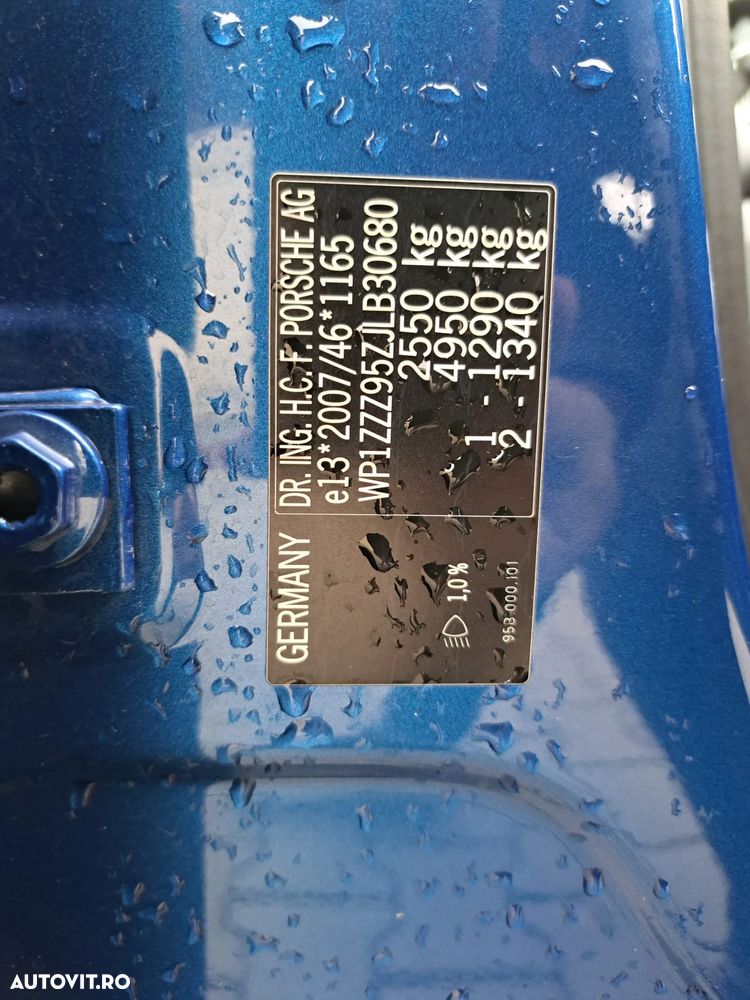 GERMANY
DR. ING. H.C. F. PORSCHE AG
e13*2007/46*1165
WP1ZZZ95ZJLB30680
2550 kg
4950 kg
1 - 1290 kg
2 - 1340 kg
1,0%
958.000.101
AUTOVIT.RO